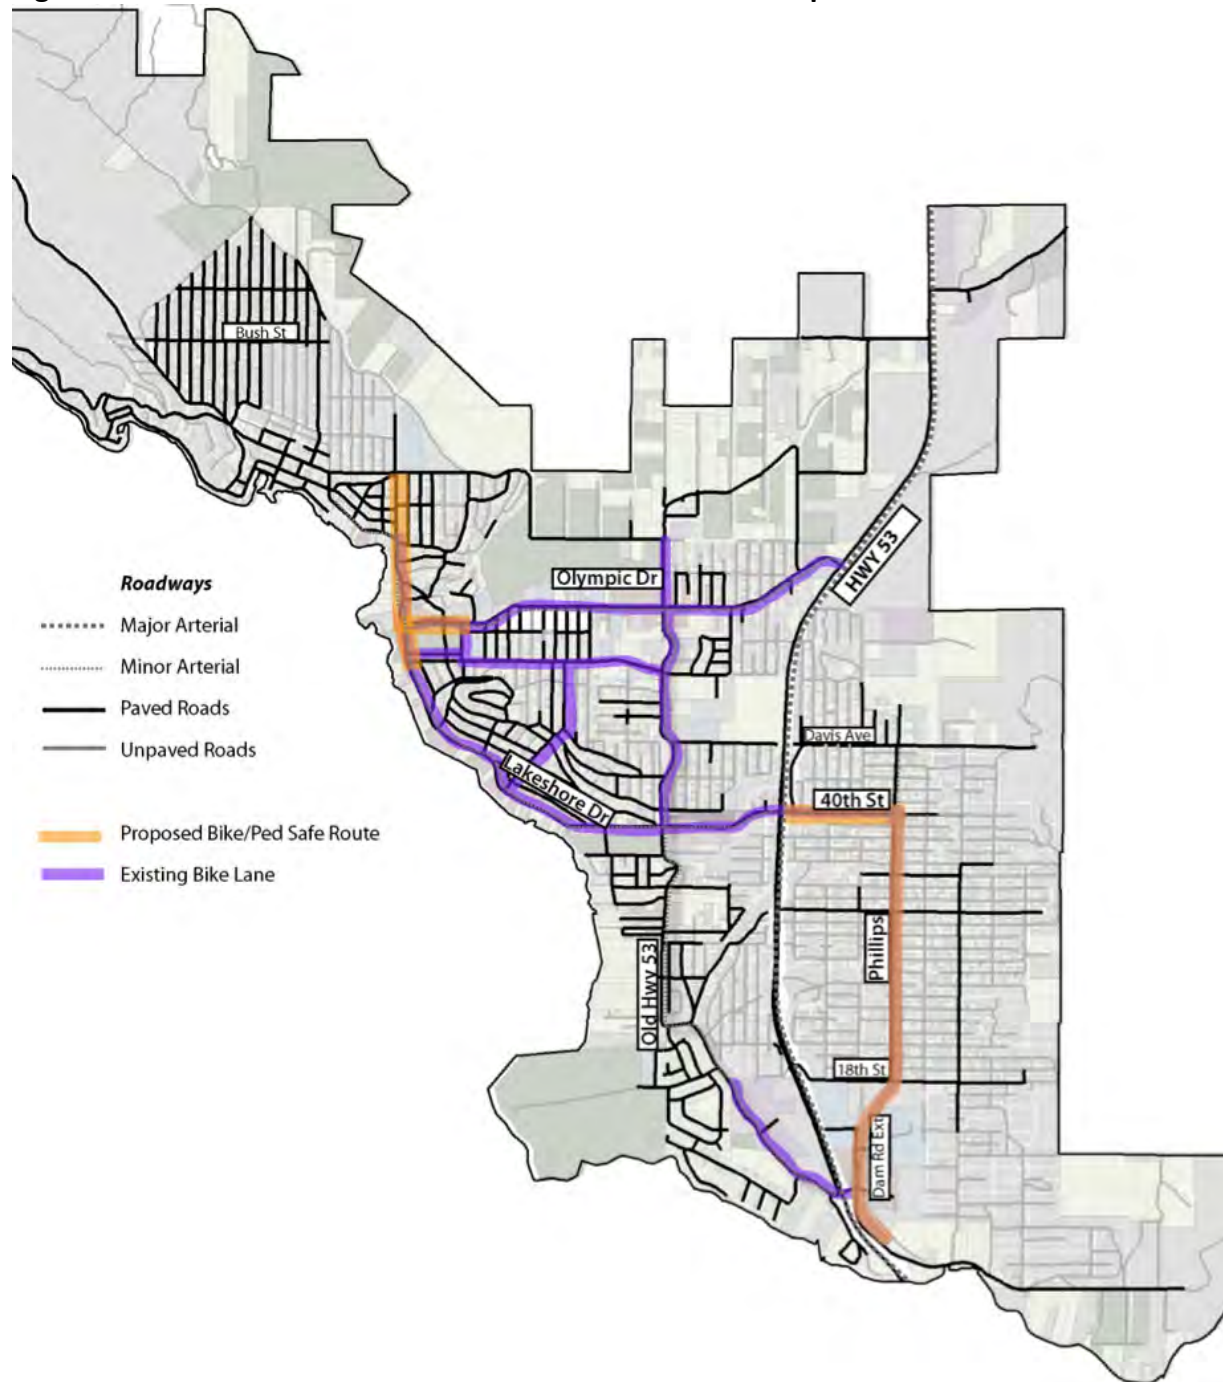 Bush St
Olympic Dr
HWY 53
Roadways
Major Arterial
Minor Arterial
Paved Roads
Unpaved Roads
Davis Ave
Lakeshore Dr
40th St
Proposed Bike/Ped Safe Route
Existing Bike Lane
Phillips
Old Hwy 53
18th St
Dam Rd Ext